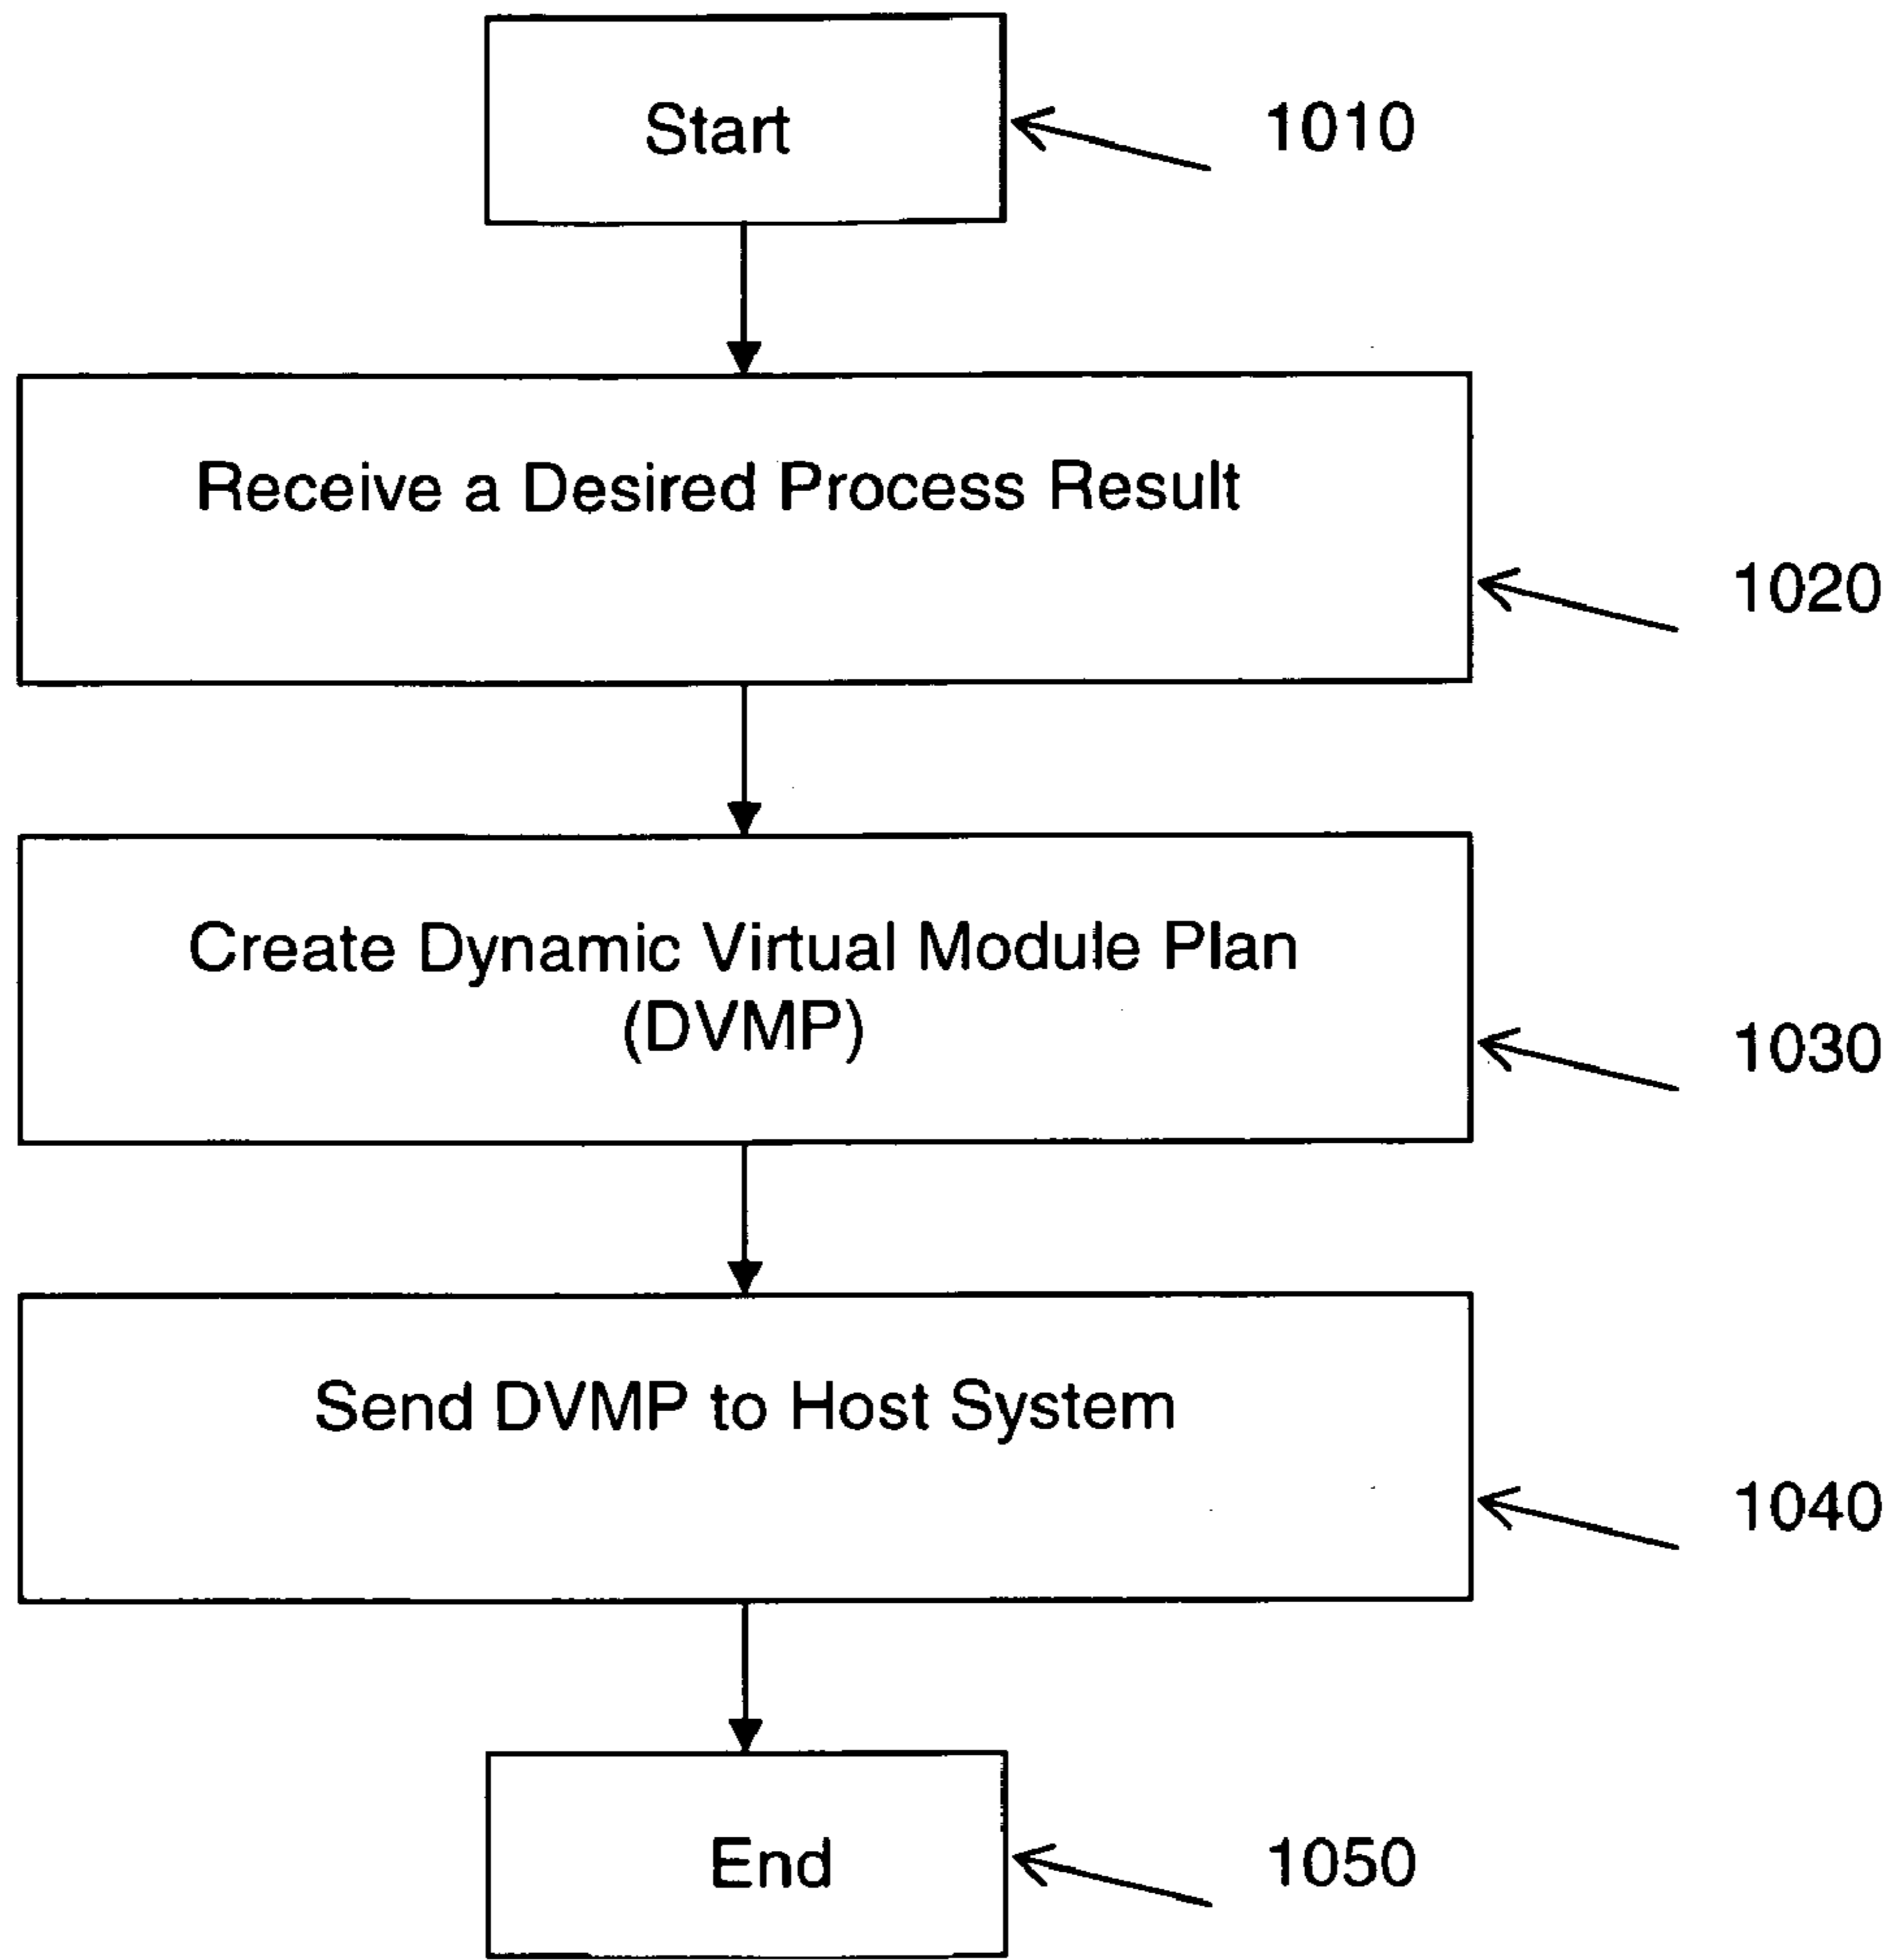 Start
1010
Receive a Desired Process Result
1020
Create Dynamic Virtual Module Plan
(DVMP)
1030
Send DVMP to Host System
1040
End
1050